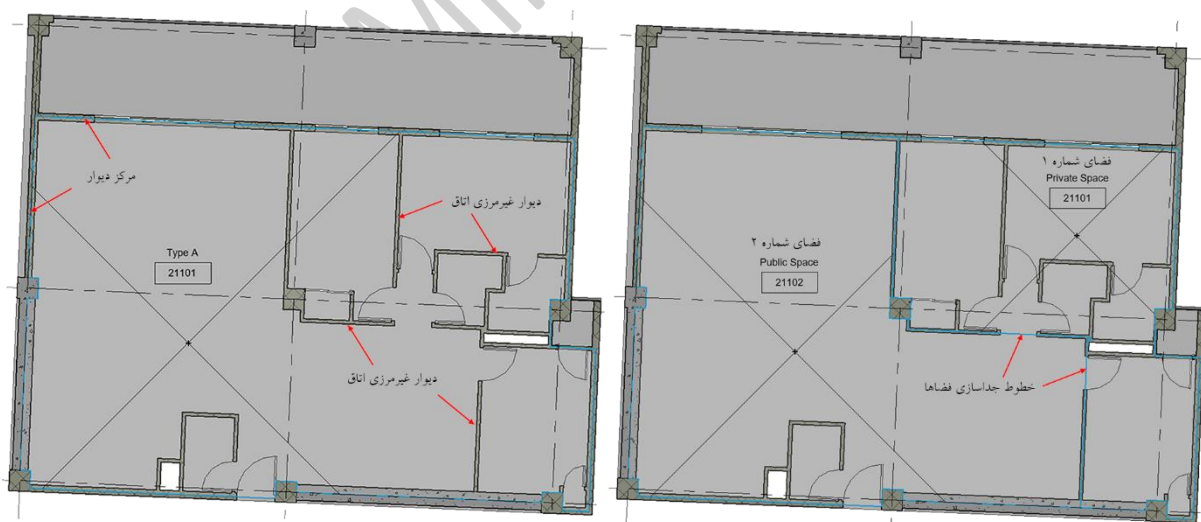 مرکز دیوار
دیوار غیرمرزی اتاق
Type A
21101
دیوار غیرمرزی اتاق
فضای شماره ۱
Private Space
21101
فضای شماره ۲
Public Space
21102
خطوط جداسازی فضاها